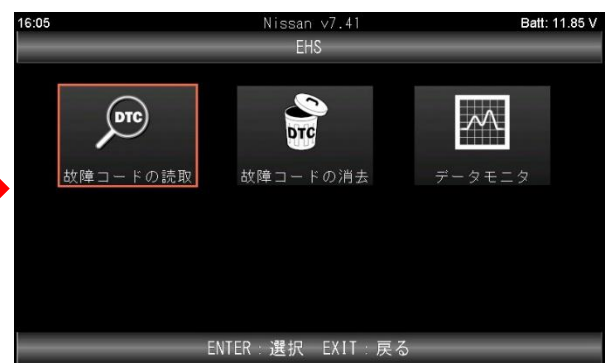 16:05 Nissan v7.41 Batt: 11.85 V
EHS
DTC DTC
故障コードの読取 故障コードの消去 データモニタ
ENTER:選択 EXIT:戻る